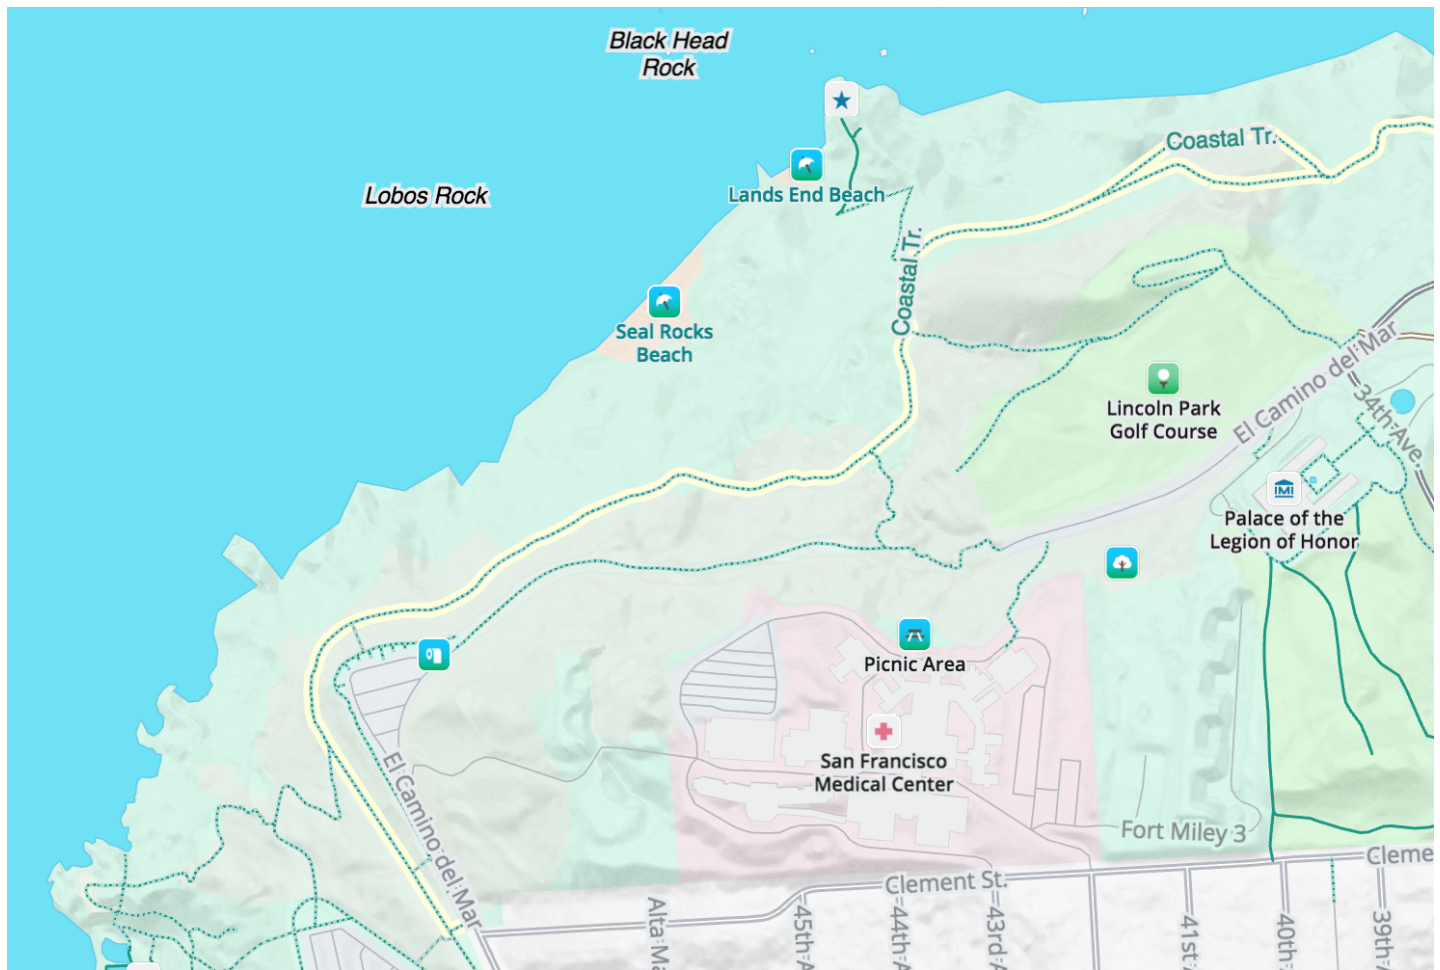 Black Head
Rock
Coastal Tr.
Lobos Rock
Lands End Beach
Coastal Tr.
Seal Rocks
Beach
El Camino del Mar
Lincoln Park
Golf Course
34th Ave.
Palace of the
Legion of Honor
Picnic Area
San Francisco
Medical Center
El Camino del Mar
Fort Miley 3
Clement St.
Cleme
Alta Ma
45th A
44th A
43rd A
41st
40th
39th